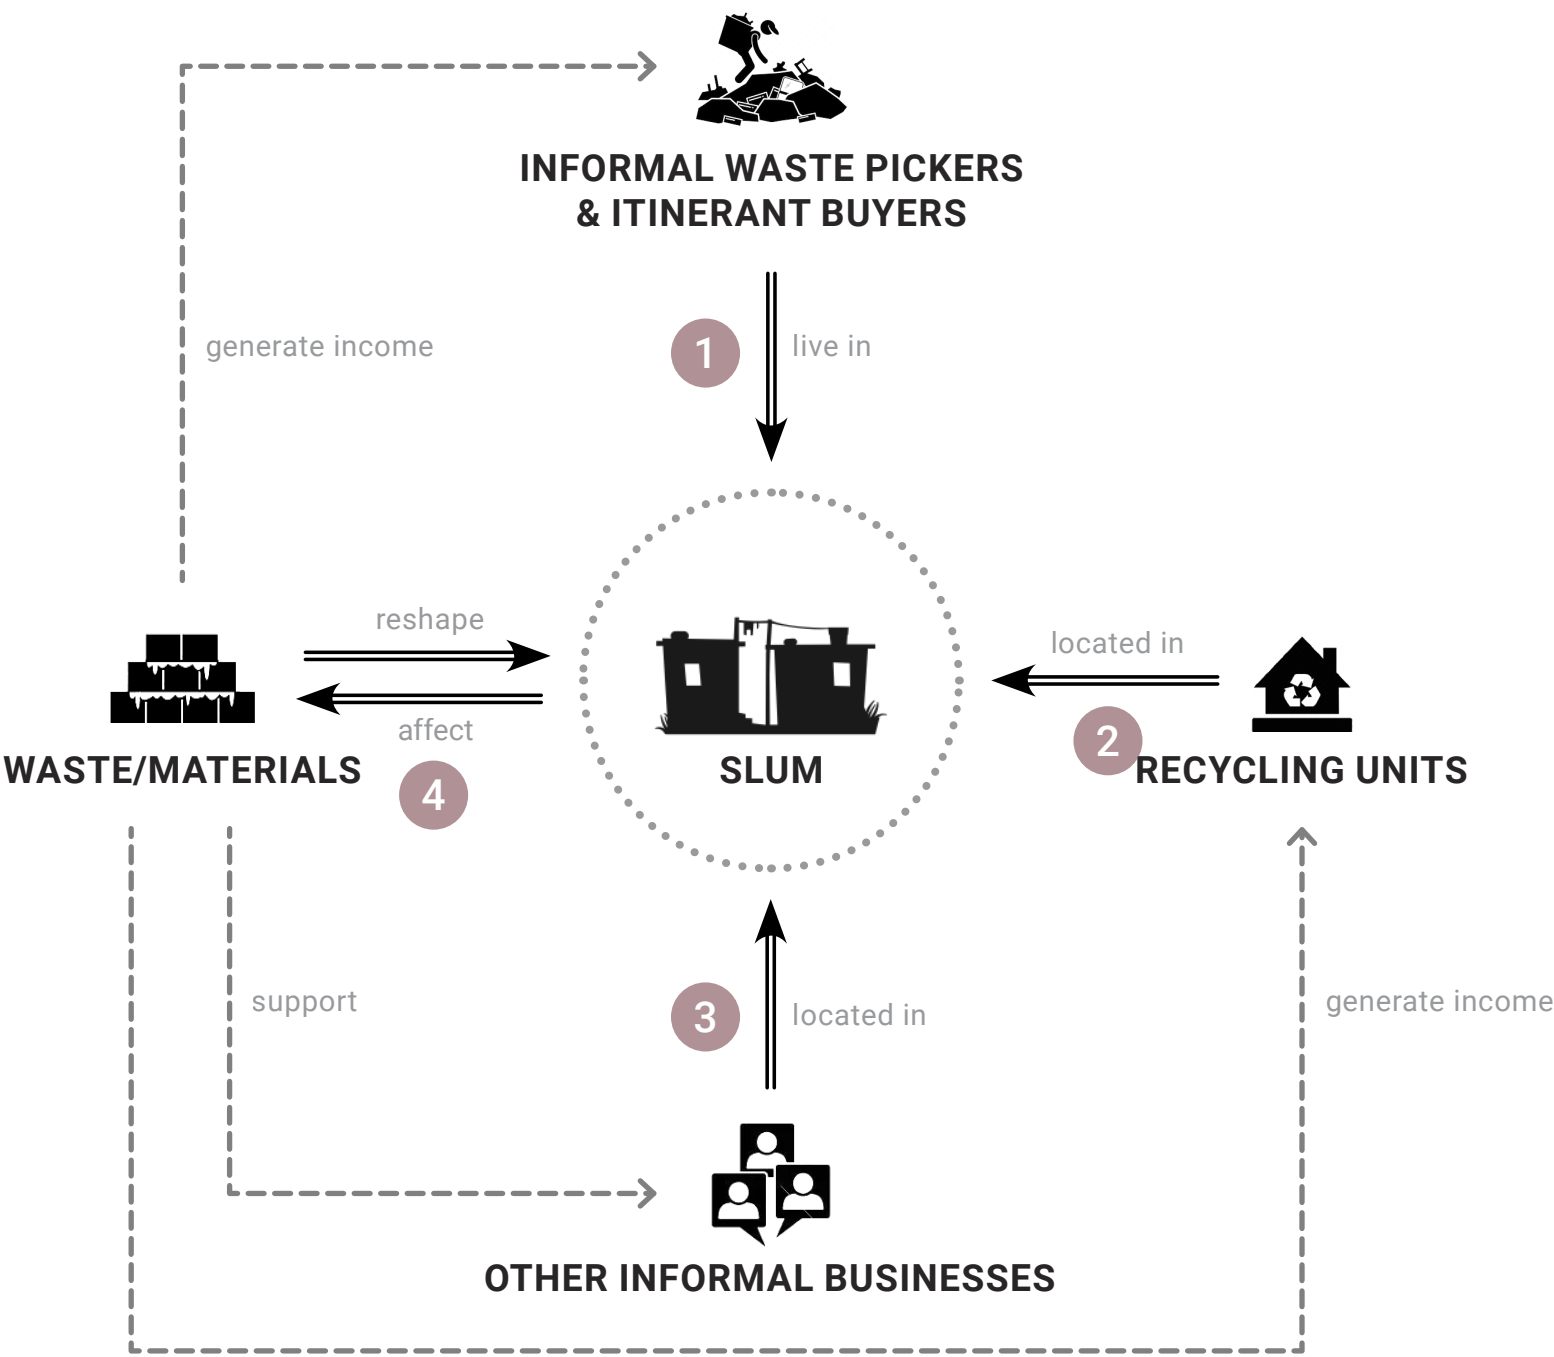 INFORMAL WASTE PICKERS
& ITINERANT BUYERS
generate income
1
live in
reshape
located in
affect
2
WASTE/MATERIALS
SLUM
RECYCLING UNITS
4
support
3
located in
generate income
OTHER INFORMAL BUSINESSES